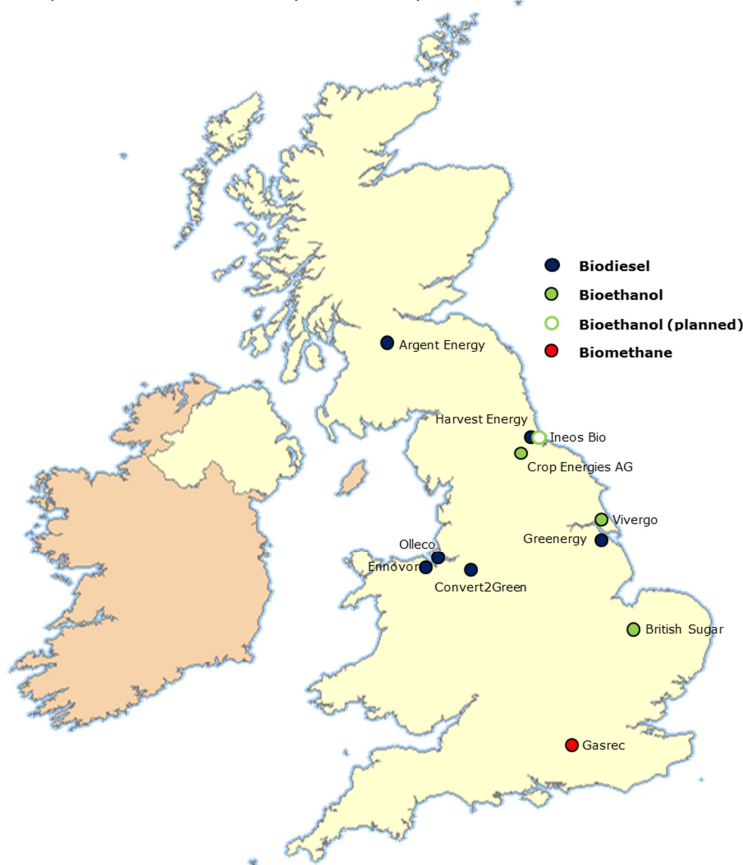 Biodiesel
Bioethanol
Bioethanol (planned)
Biomethane
Argent Energy
Harvest Energy
Ineos Bio
Crop Energies AG
Vivergo
Greenergy
Olleco
Ennovor
Convert2Green
British Sugar
Gasrec